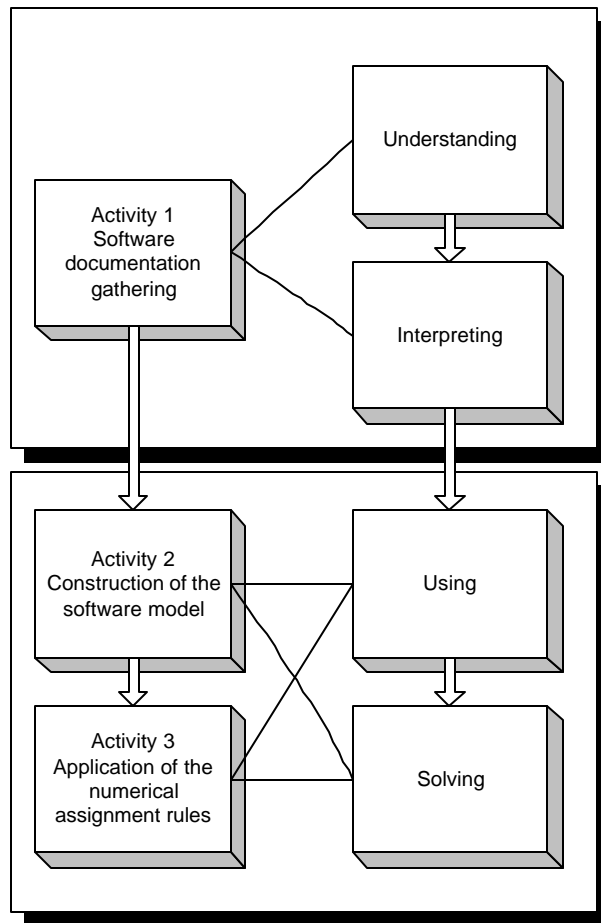 Understanding
Activity 1
Software
documentation
gathering
Interpreting
Activity 2
Construction of the
software model
Using
Activity 3
Application of the
numerical
assignment rules
Solving